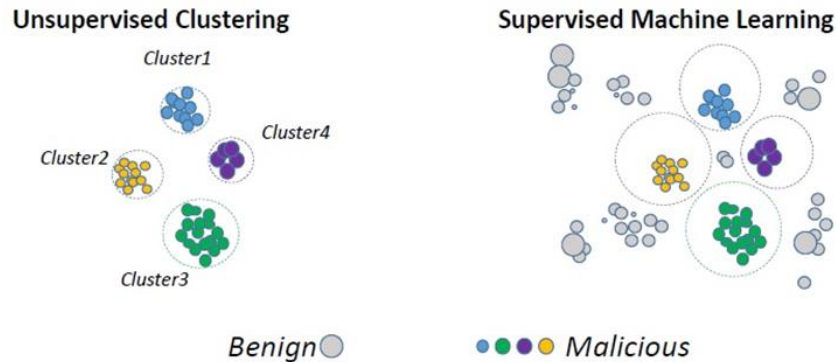 Unsupervised Clustering
Supervised Machine Learning
Cluster1
Cluster4
Cluster2
Cluster3
Benign
Malicious